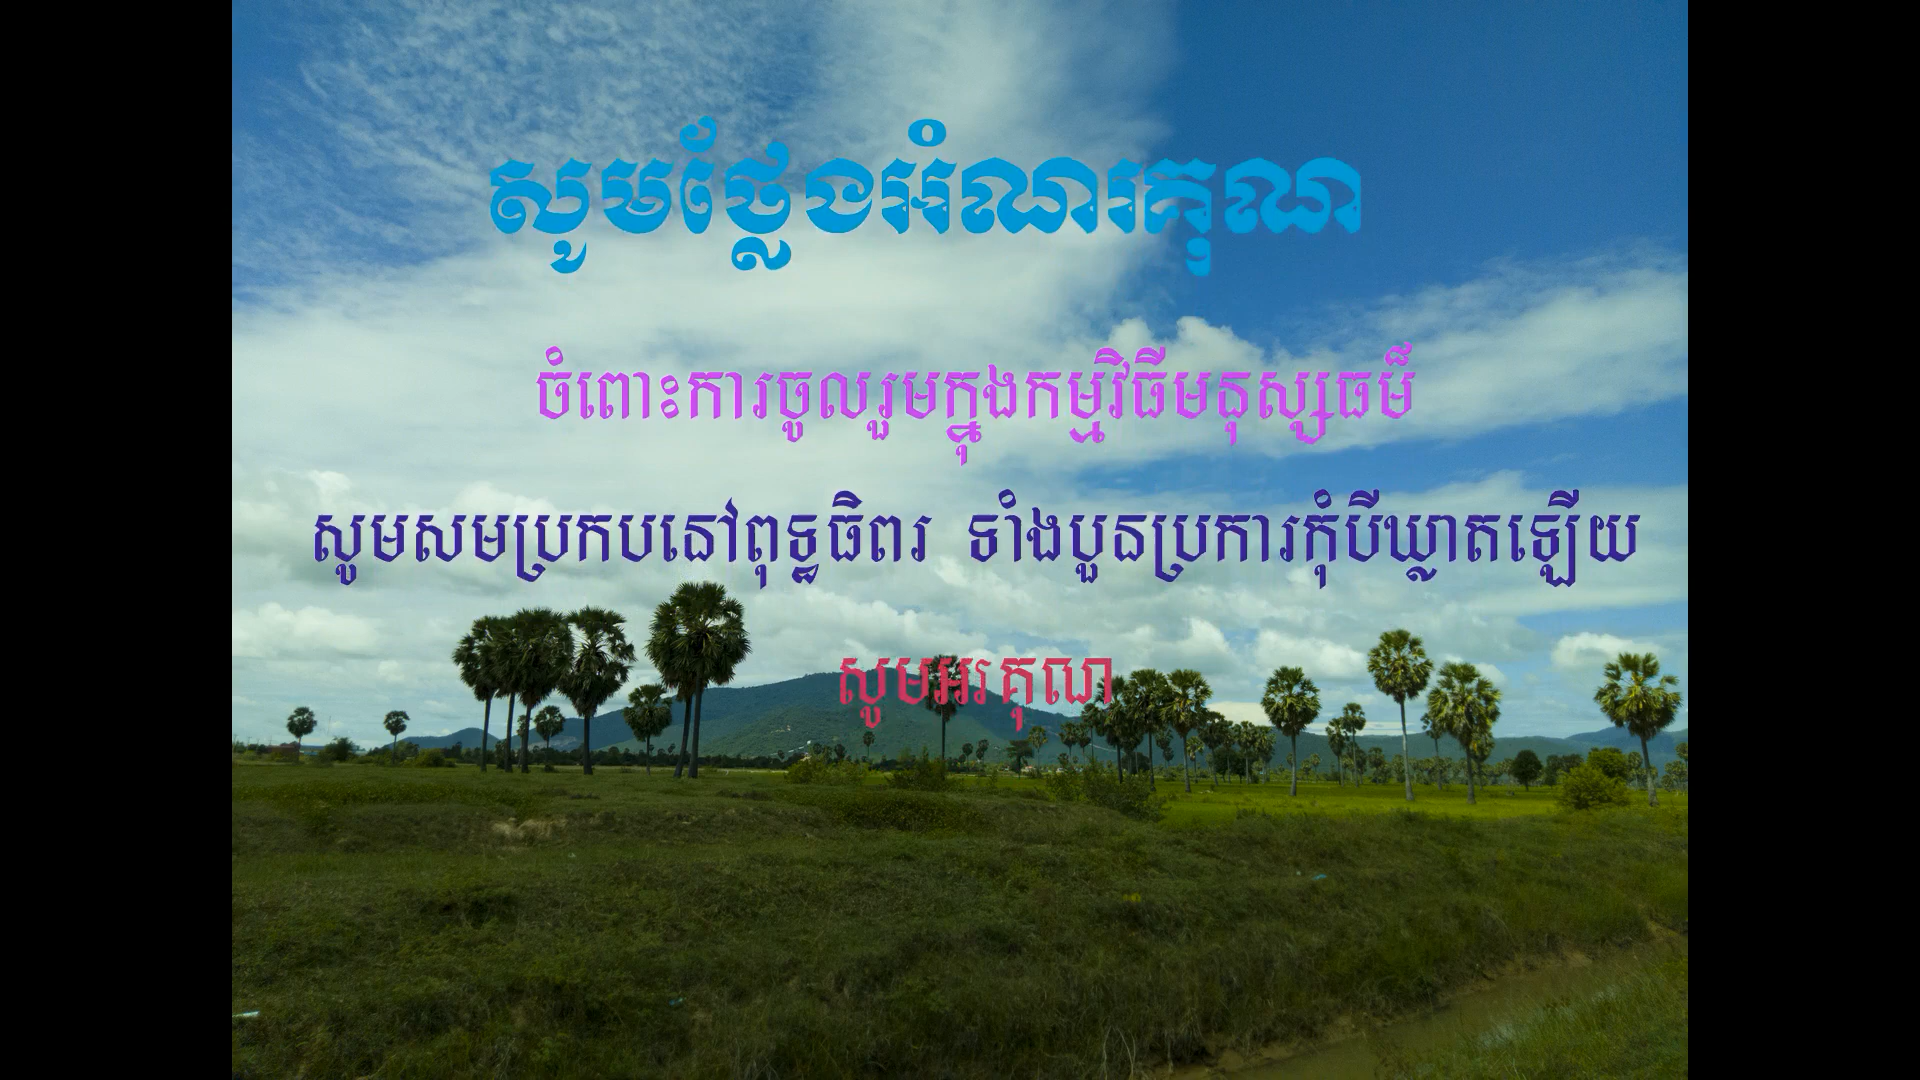 សូមថ្លែងអំណរគុណ
ចំពោះការចូលរួមក្នុងកម្មវិធីមនុស្សធម៌
សូមសមប្រកបនៅពុទ្ធធិពរ ទាំងបួនប្រការកុំបីឃ្លាតឡើយ
សូមអរគុណ